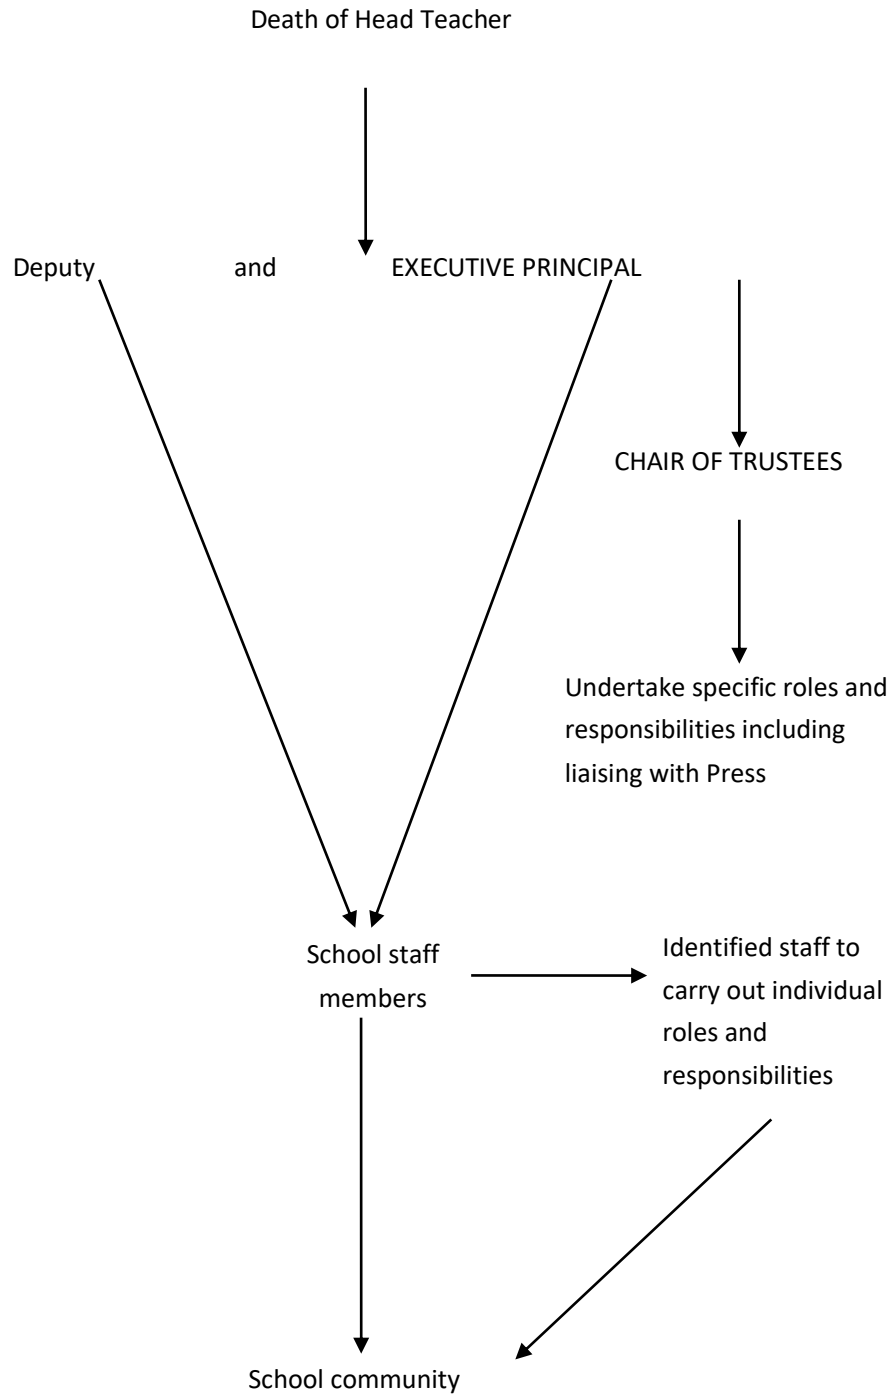 Death of Head Teacher
Deputy and EXECUTIVE PRINCIPAL
CHAIR OF TRUSTEES
Undertake specific roles and
responsibilities including
liaising with Press
School staff
members
Identified staff to
carry out individual
roles and
responsibilities
School community